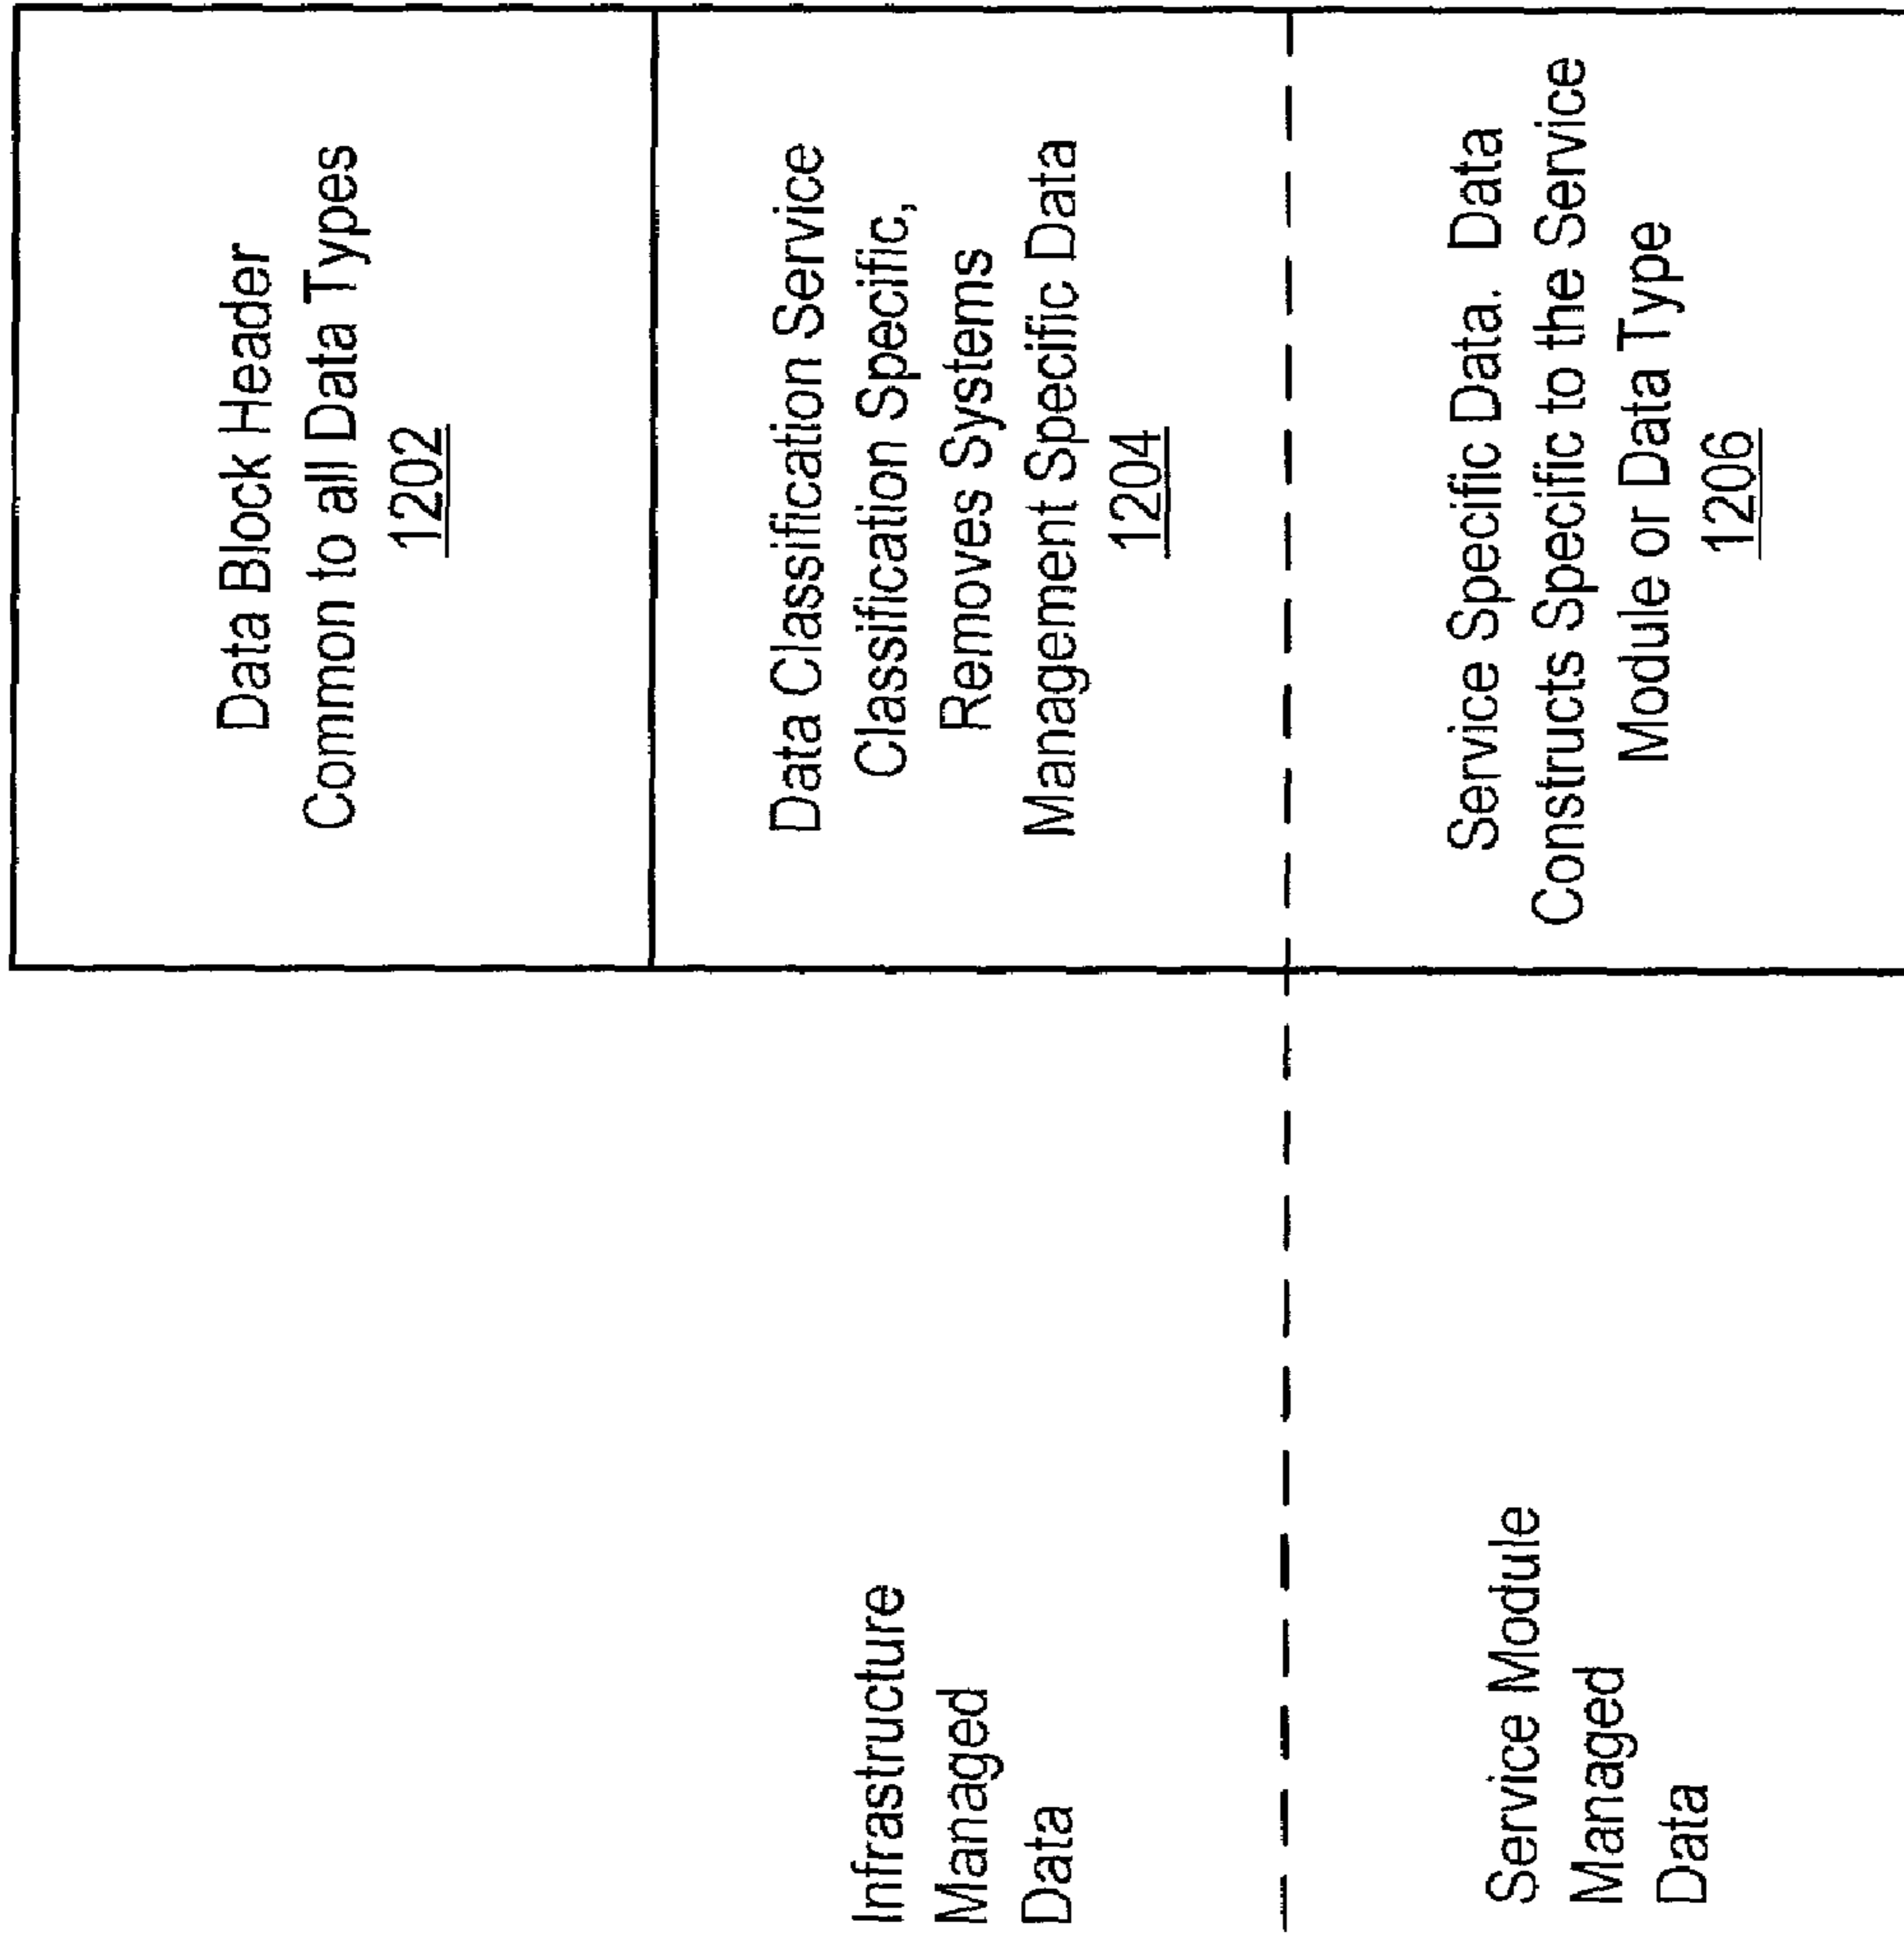 Data Block Header
Common to all Data Types
1202
Infrastructure
Managed
Data
Data Classification Service
Classification Specific,
Removes Systems
Management Specific Data
1204
Service Module
Managed
Data
Service Specific Data. Data
Constructs Specific to the Service
Module or Data Type
1206